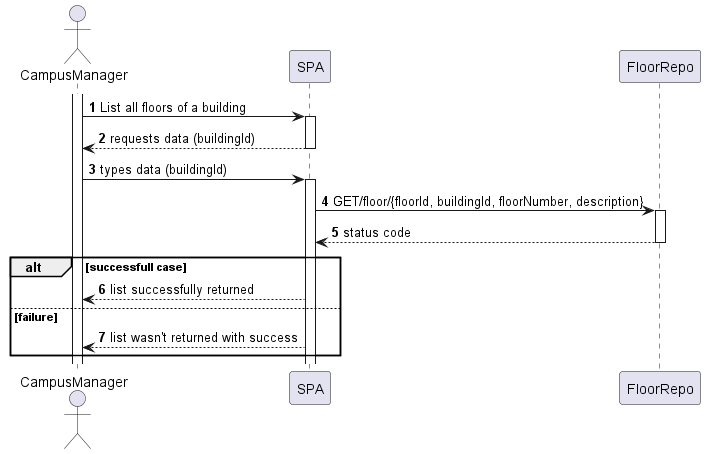 CampusManager
SPA
FloorRepo
1 List all floors of a building
2 requests data (buildingId)
3 types data (buildingId)
4 GET/floor/{floorId, buildingId, floorNumber, description}
5 status code
alt [successfull case]
6 list successfully returned
[failure]
7 list wasn't returned with success
CampusManager
SPA
FloorRepo